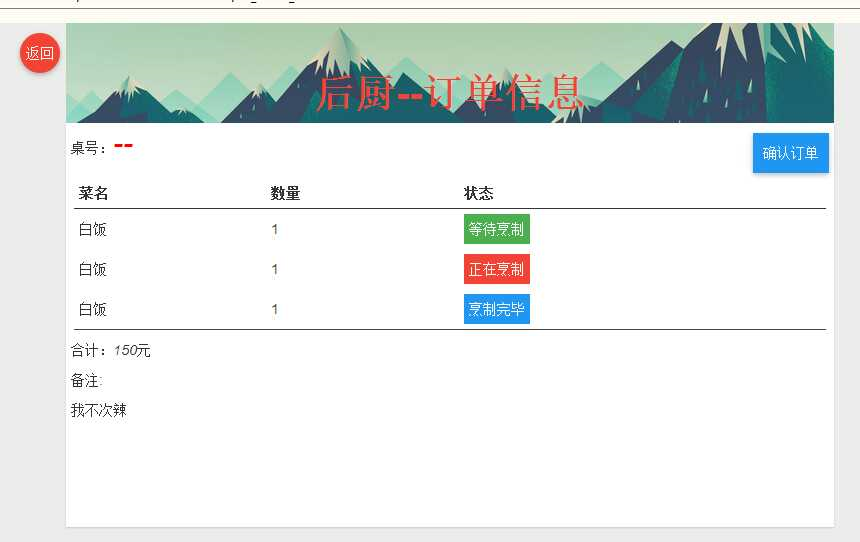 返回
后厨--订单信息
桌号：--
确认订单
菜名 数量 状态
白饭 1 等待烹制
白饭 1 正在烹制
白饭 1 烹制完毕
合计：150元
备注:
我不次辣